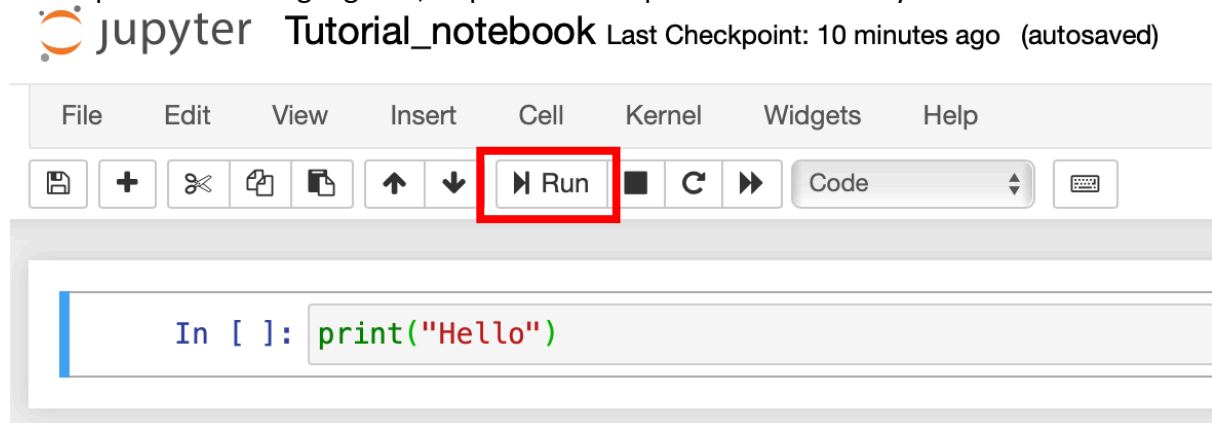 jupyter Tutorial_notebook Last Checkpoint: 10 minutes ago (autosaved)
File Edit View Insert Cell Kernel Widgets Help
Run Code
In [ ]: print("Hello")